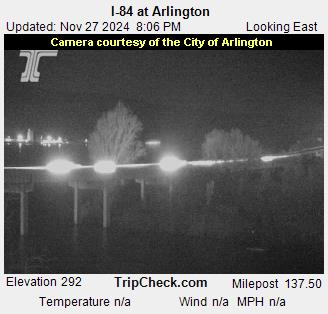 I-84 at Arlington
Updated: Nov 27 2024 8:06 PM Looking East
Camera courtesy of the City of Arlington
Elevation 292 TripCheck.com Milepost 137.50
Temperature n/a Wind n/a MPH n/a